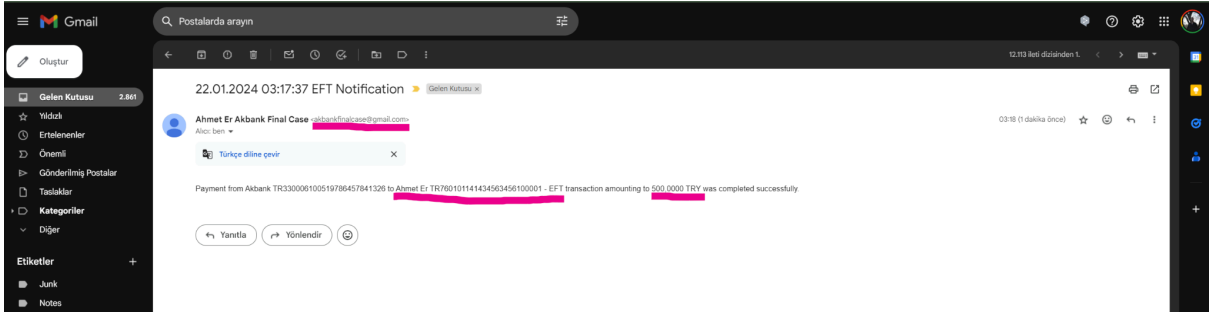 Gmail
Postalarda arayın
Oluştur
12.113 ileti dizisinden 1.
Gelen Kutusu 2.861
Yıldızlı
Ertelenenler
Önemli
Gönderilmiş Postalar
Taslaklar
Kategoriler
Diğer
Etiketler +
Junk
Notes
22.01.2024 03:17:37 EFT Notification Gelen Kutusu x
Ahmet Er Akbank Final Case <akbankfinalcase@gmail.com>
03:18 (1 dakika önce)
Alıcı: ben
Türkçe diline çevir
Payment from Akbank TR330006100519786457841326 to Ahmet Er TR760101141434563456100001 - EFT transaction amounting to 500,0000 TRY was completed successfully.
Yanıtla
Yönlendir